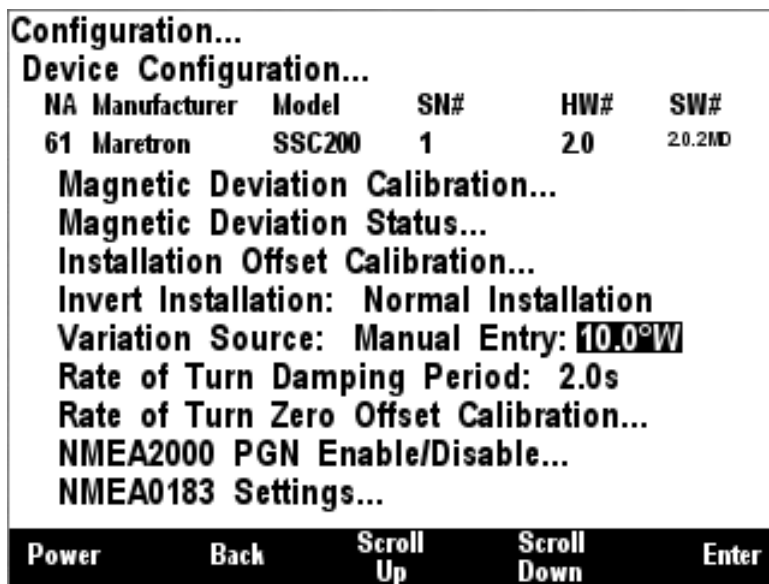 Configuration...
Device Configuration...
NA Manufacturer Model SN# HW# SW#
61 Maretron SSC200 1 2.0 2.0.2MD
Magnetic Deviation Calibration...
Magnetic Deviation Status...
Installation Offset Calibration...
Invert Installation: Normal Installation
Variation Source: Manual Entry: 10.0°W
Rate of Turn Damping Period: 2.0s
Rate of Turn Zero Offset Calibration...
NMEA2000 PGN Enable/Disable...
NMEA0183 Settings...
Power Back Scroll Up Scroll Down Enter